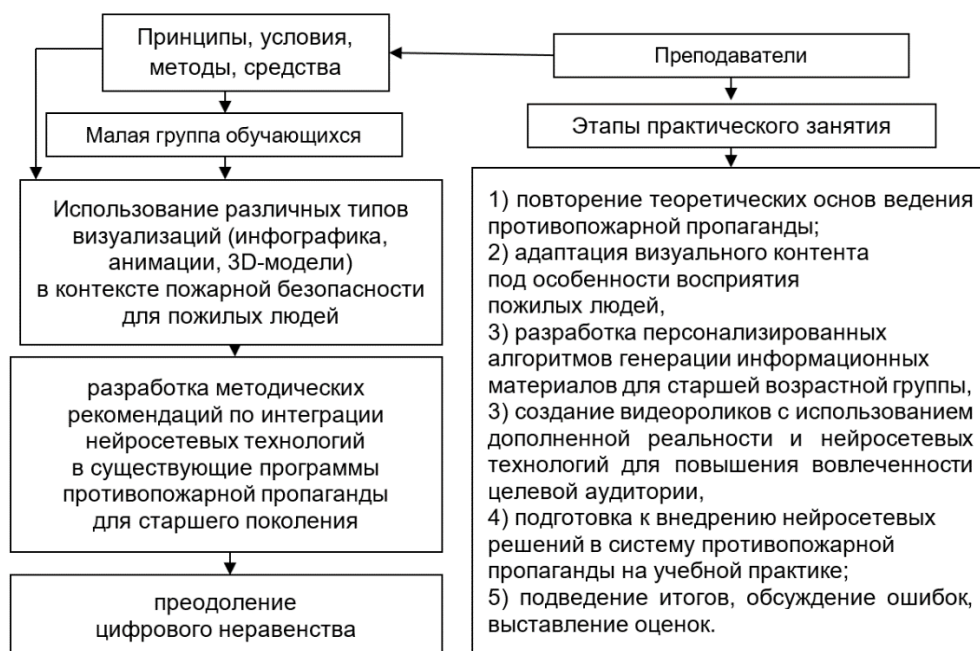 Принципы, условия,
методы, средства
Преподаватели
Малая группа обучающихся
Этапы практического занятия
Использование различных типов
визуализаций (инфографика,
анимации, 3D-модели)
в контексте пожарной безопасности
для пожилых людей
разработка методических
рекомендаций по интеграции
нейросетевых технологий
в существующие программы
противопожарной пропаганды
для старшего поколения
преодоление
цифрового неравенства
1) повторение теоретических основ ведения
противопожарной пропаганды;
2) адаптация визуального контента
под особенности восприятия
пожилых людей,
3) разработка персонализированных
алгоритмов генерации информационных
материалов для старшей возрастной группы,
3) создание видеороликов с использованием
дополненной реальности и нейросетевых
технологий для повышения вовлеченности
целевой аудитории,
4) подготовка к внедрению нейросетевых
решений в систему противопожарной
пропаганды на учебной практике;
5) подведение итогов, обсуждение ошибок,
выставление оценок.